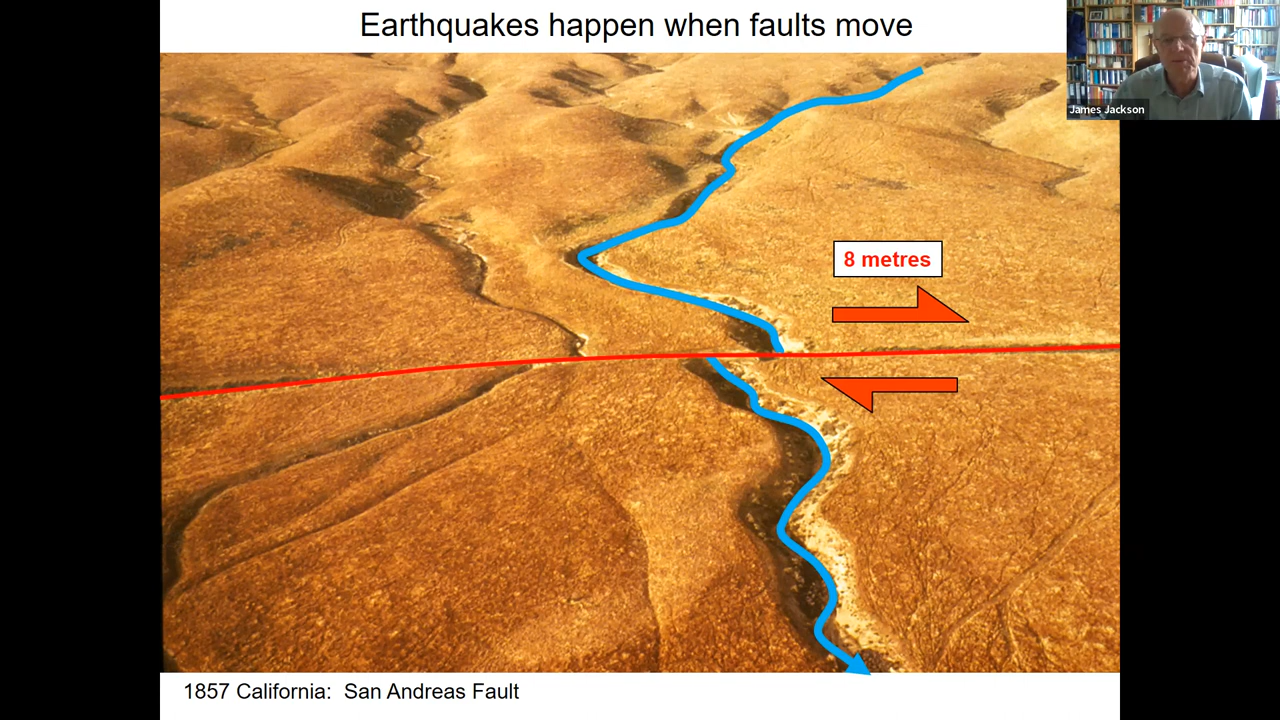 Earthquakes happen when faults move
James Jackson
8 metres
1857 California:  San Andreas Fault